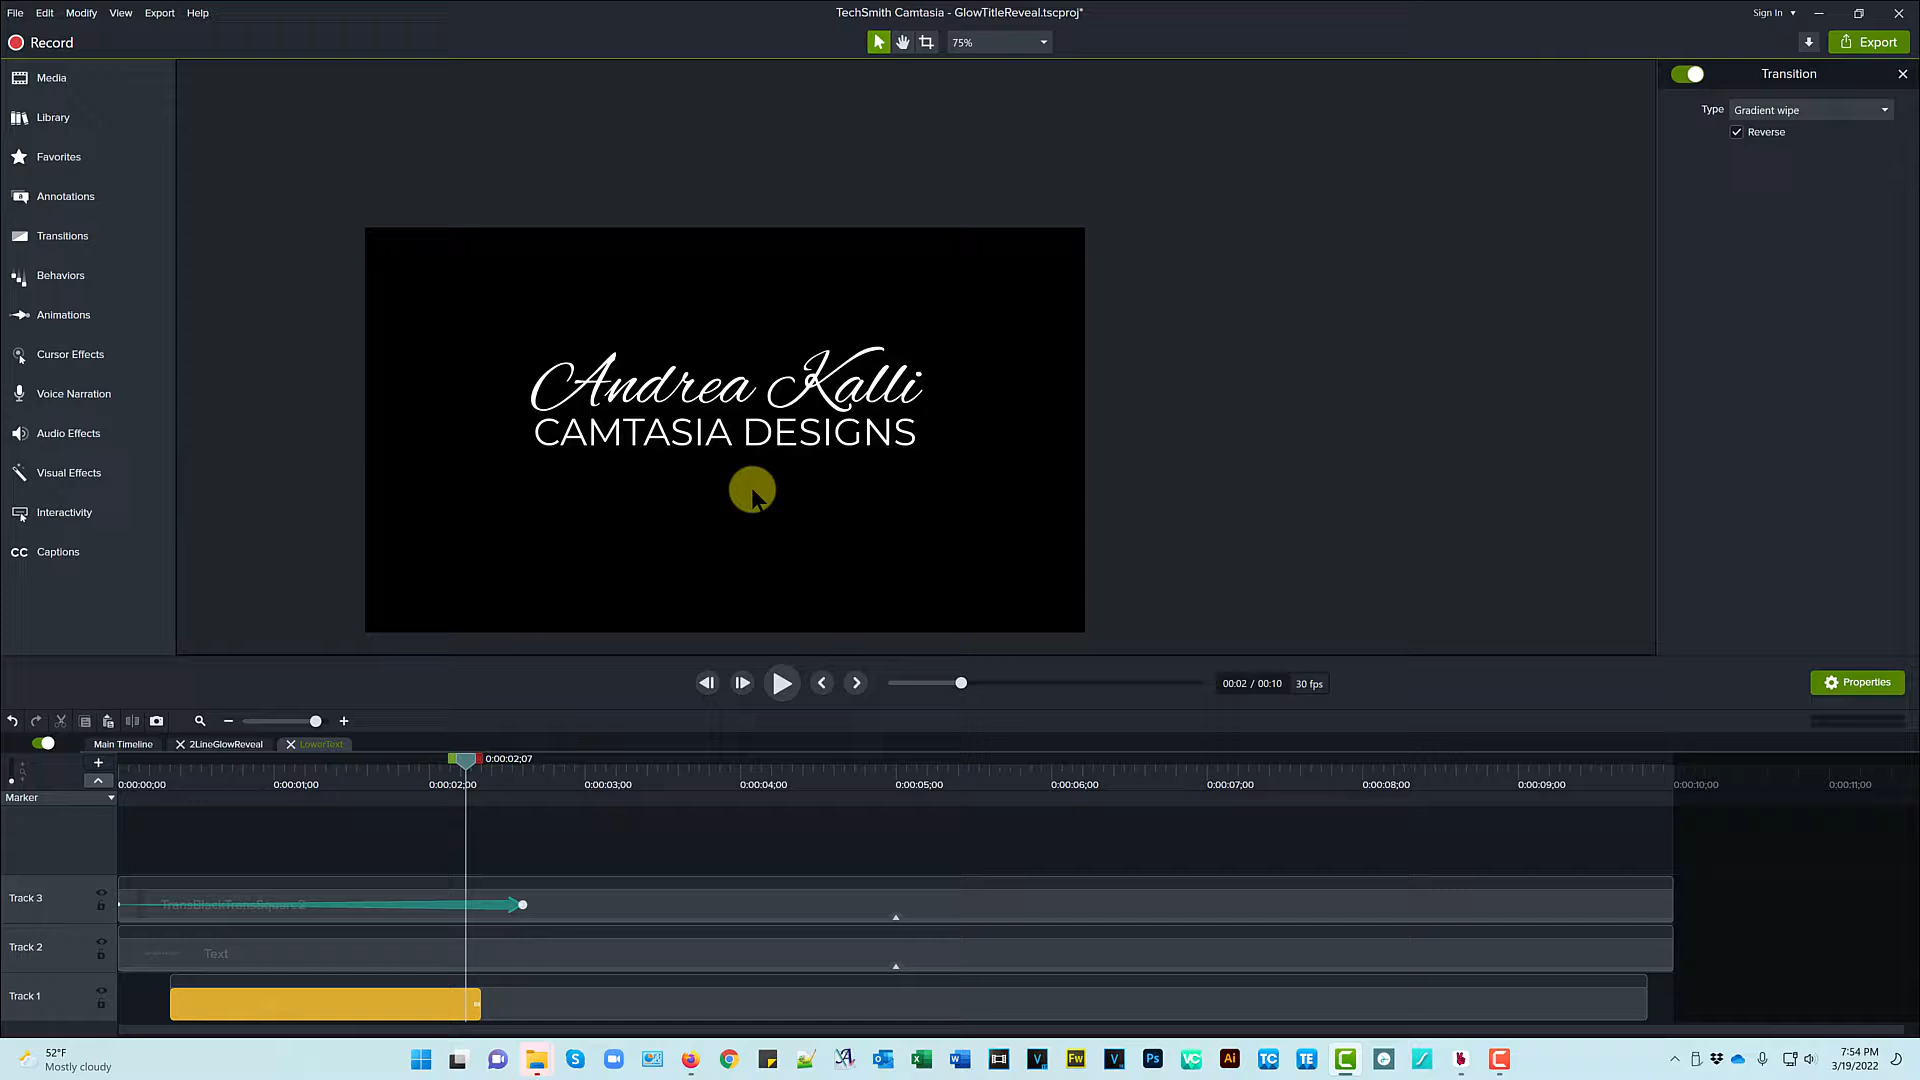 File Edit Modify View Export Help
TechSmith Camtasia - GlowTitleReveal.tscproj*
Sign In
Record
75%
Export
Media
Library
Favorites
Annotations
Transitions
Behaviors
Animations
Cursor Effects
Voice Narration
Audio Effects
Visual Effects
Interactivity
CC Captions
Transition
Type Gradient wipe
Reverse
Andrea Kalli
CAMTASIA DESIGNS
00:02 / 00:10 30 fps
Properties
Main Timeline 2LineGlowReveal LowerText
0:00:02;07
0:00:00;00 0:00:01;00 0:00:02;00 0:00:03;00 0:00:04;00 0:00:05;00 0:00:06;00 0:00:07;00 0:00:08;00 0:00:09;00 0:00:10;00 0:00:11;00
Marker
Track 3
TransBlackTransSquare 2
Track 2
Text
Track 1
52°F
Mostly cloudy
7:54 PM
3/19/2022